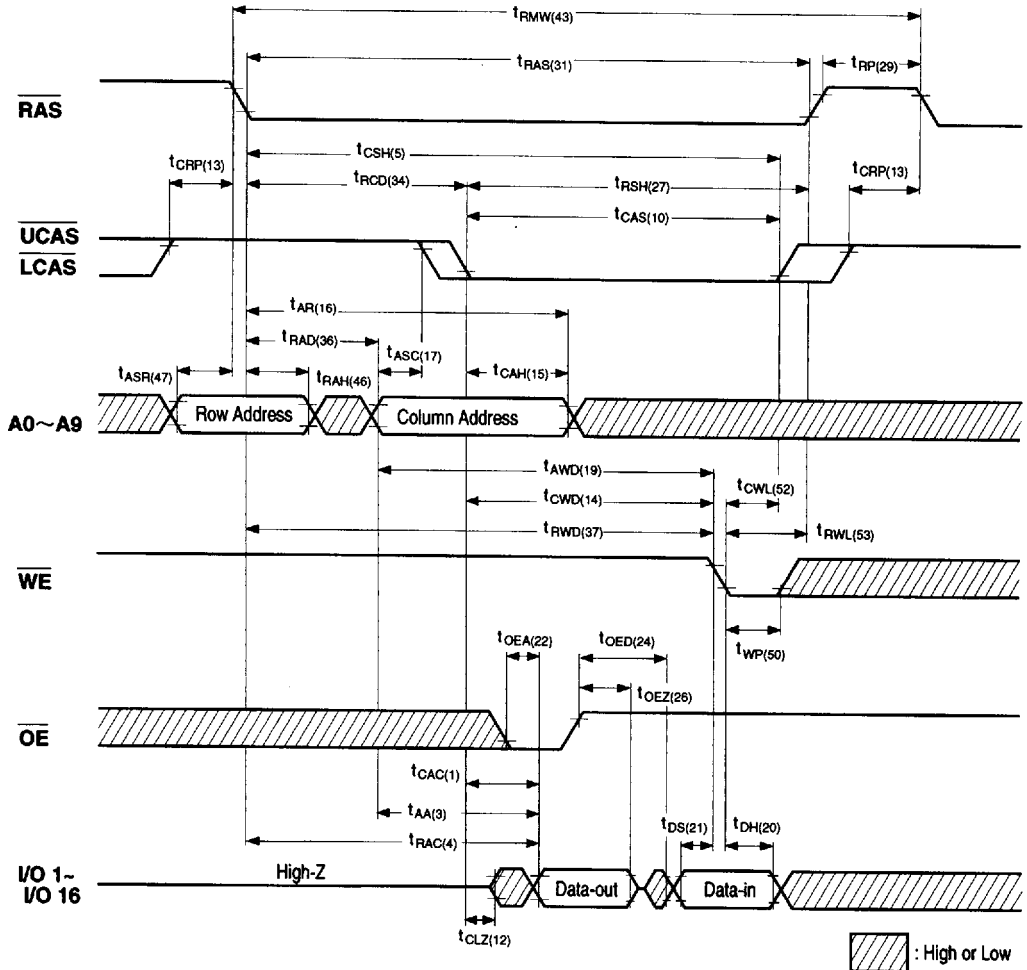 tRMW(43)
tRAS(31)
tRP(29)
RAS
tCSH(5)
tCRP(13)
tRCD(34)
tRSH(27)
tCRP(13)
tCAS(10)
UCAS
LCAS
tAR(16)
tRAD(36)
tASC(17)
tASR(47)
tRAH(46)
tCAH(15)
A0~A9
Row Address
Column Address
tAWD(19)
tCWL(52)
tCWD(14)
tRWD(37)
tRWL(53)
WE
tWP(50)
tOEA(22)
tOED(24)
tOEZ(26)
OE
tCAC(1)
tAA(3)
tRAC(4)
tDS(21)
tDH(20)
I/O 1~
I/O 16
High-Z
Data-out
Data-in
tCLZ(12)
: High or Low